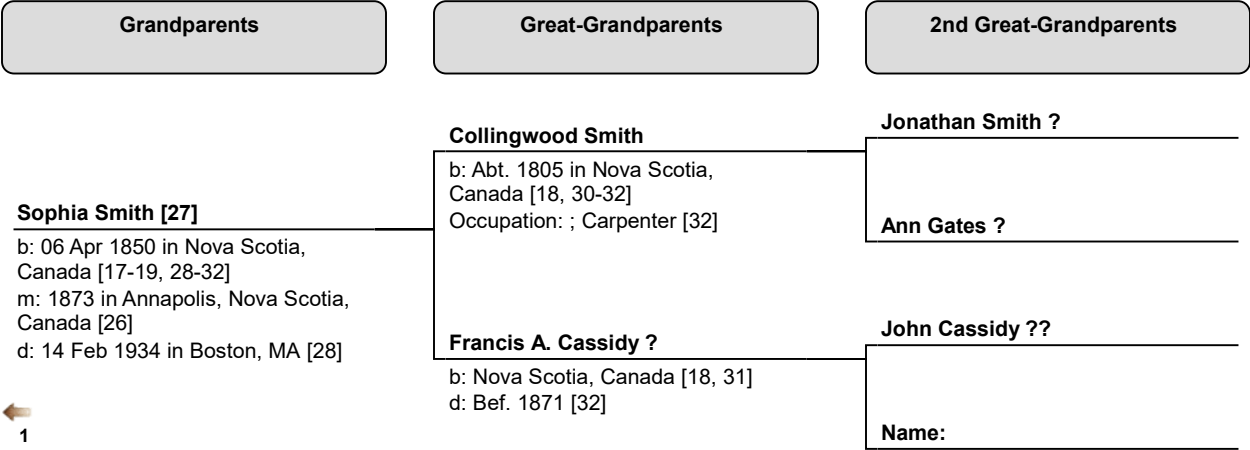 Grandparents
Great-Grandparents
2nd Great-Grandparents
Sophia Smith [27]
b: 06 Apr 1850 in Nova Scotia,
Canada [17-19, 28-32]
m: 1873 in Annapolis, Nova Scotia,
Canada [26]
d: 14 Feb 1934 in Boston, MA [28]
1
Collingwood Smith
b: Abt. 1805 in Nova Scotia,
Canada [18, 30-32]
Occupation: ; Carpenter [32]
Francis A. Cassidy ?
b: Nova Scotia, Canada [18, 31]
d: Bef. 1871 [32]
Jonathan Smith ?
Ann Gates ?
John Cassidy ??
Name: